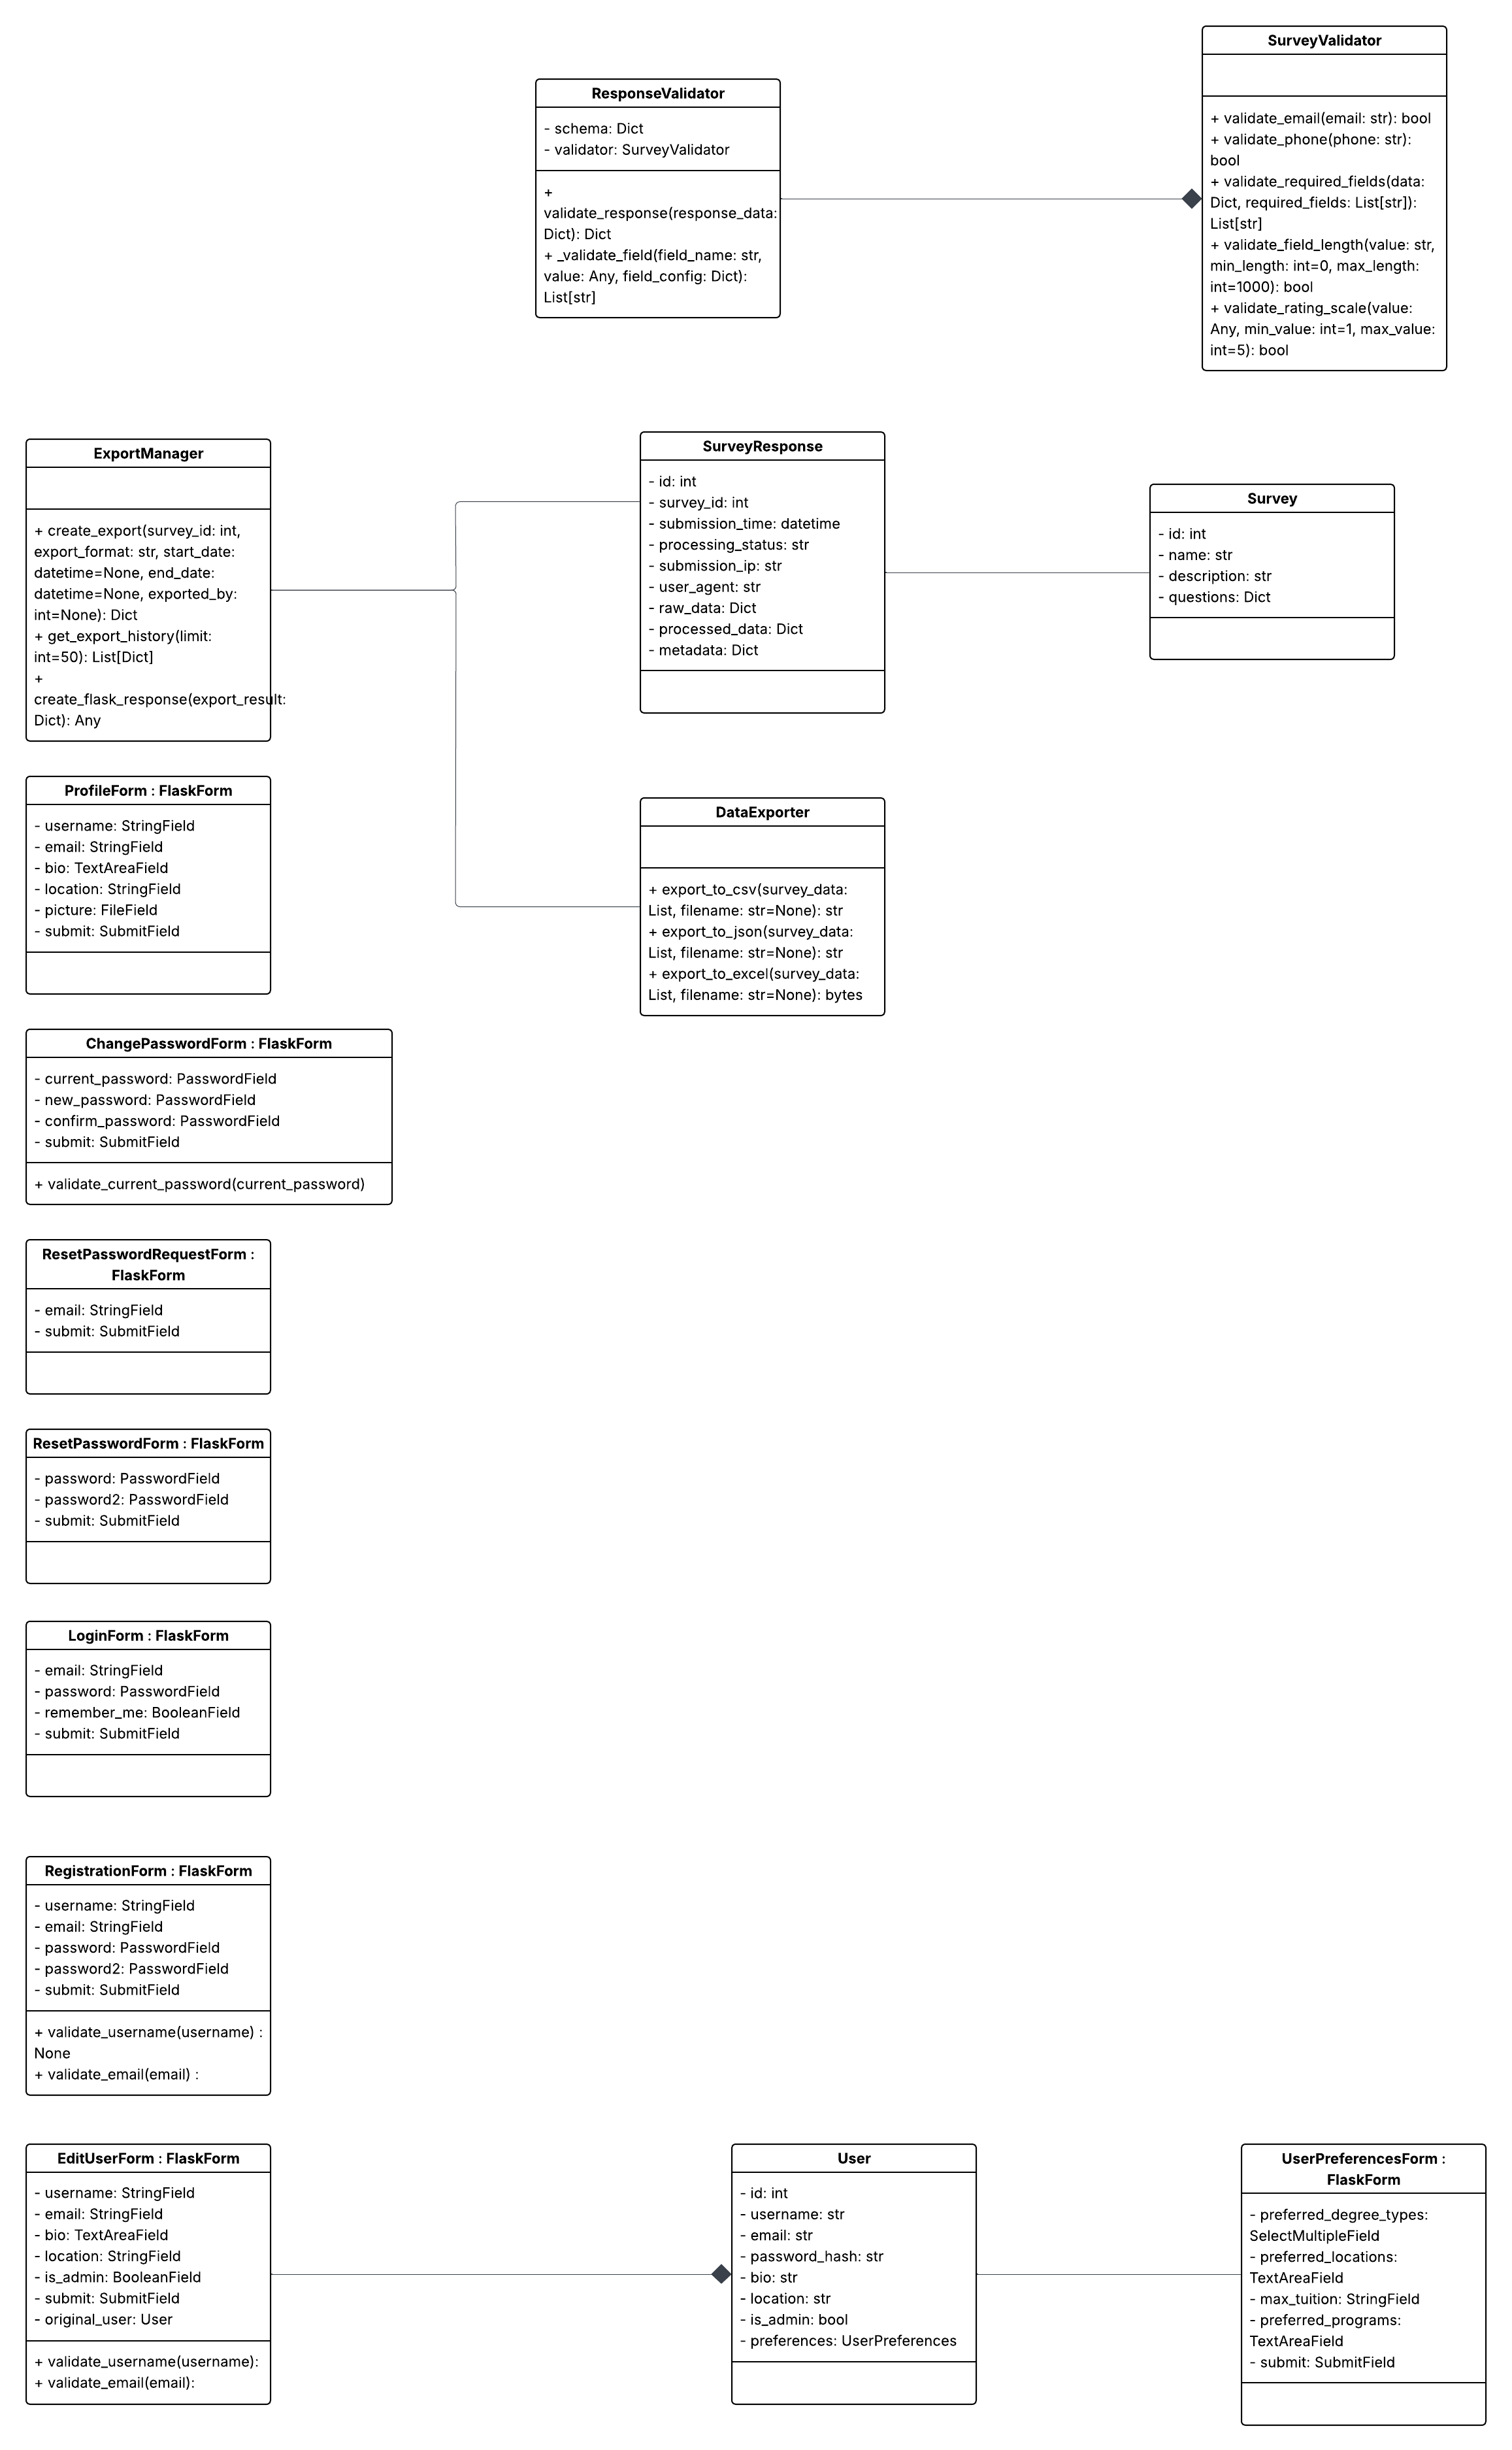 SurveyValidator
+ validate_email(email: str): bool
+ validate_phone(phone: str):
bool
+ validate_required_fields(data:
Dict, required_fields: List[str]):
List[str]
+ validate_field_length(value: str,
min_length: int=0, max_length:
int=1000): bool
+ validate_rating_scale(value:
Any, min_value: int=1, max_value:
int=5): bool
ResponseValidator
- schema: Dict
- validator: SurveyValidator
+
validate_response(response_data:
Dict): Dict
+ _validate_field(field_name: str,
value: Any, field_config: Dict):
List[str]
ExportManager
+ create_export(survey_id: int,
export_format: str, start_date:
datetime=None, end_date:
datetime=None, exported_by:
int=None): Dict
+ get_export_history(limit:
int=50): List[Dict]
+
create_flask_response(export_result:
Dict): Any
SurveyResponse
- id: int
- survey_id: int
- submission_time: datetime
- processing_status: str
- submission_ip: str
- user_agent: str
- raw_data: Dict
- processed_data: Dict
- metadata: Dict
Survey
- id: int
- name: str
- description: str
- questions: Dict
ProfileForm : FlaskForm
- username: StringField
- email: StringField
- bio: TextAreaField
- location: StringField
- picture: FileField
- submit: SubmitField
DataExporter
+ export_to_csv(survey_data:
List, filename: str=None): str
+ export_to_json(survey_data:
List, filename: str=None): str
+ export_to_excel(survey_data:
List, filename: str=None): bytes
ChangePasswordForm : FlaskForm
- current_password: PasswordField
- new_password: PasswordField
- confirm_password: PasswordField
- submit: SubmitField
+ validate_current_password(current_password)
ResetPasswordRequestForm :
FlaskForm
- email: StringField
- submit: SubmitField
ResetPasswordForm : FlaskForm
- password: PasswordField
- password2: PasswordField
- submit: SubmitField
LoginForm : FlaskForm
- email: StringField
- password: PasswordField
- remember_me: BooleanField
- submit: SubmitField
RegistrationForm : FlaskForm
- username: StringField
- email: StringField
- password: PasswordField
- password2: PasswordField
- submit: SubmitField
+ validate_username(username) :
None
+ validate_email(email) :
EditUserForm : FlaskForm
- username: StringField
- email: StringField
- bio: TextAreaField
- location: StringField
- is_admin: BooleanField
- submit: SubmitField
- original_user: User
+ validate_username(username):
+ validate_email(email):
User
- id: int
- username: str
- email: str
- password_hash: str
- bio: str
- location: str
- is_admin: bool
- preferences: UserPreferences
UserPreferencesForm :
FlaskForm
- preferred_degree_types:
SelectMultipleField
- preferred_locations:
TextAreaField
- max_tuition: StringField
- preferred_programs:
TextAreaField
- submit: SubmitField